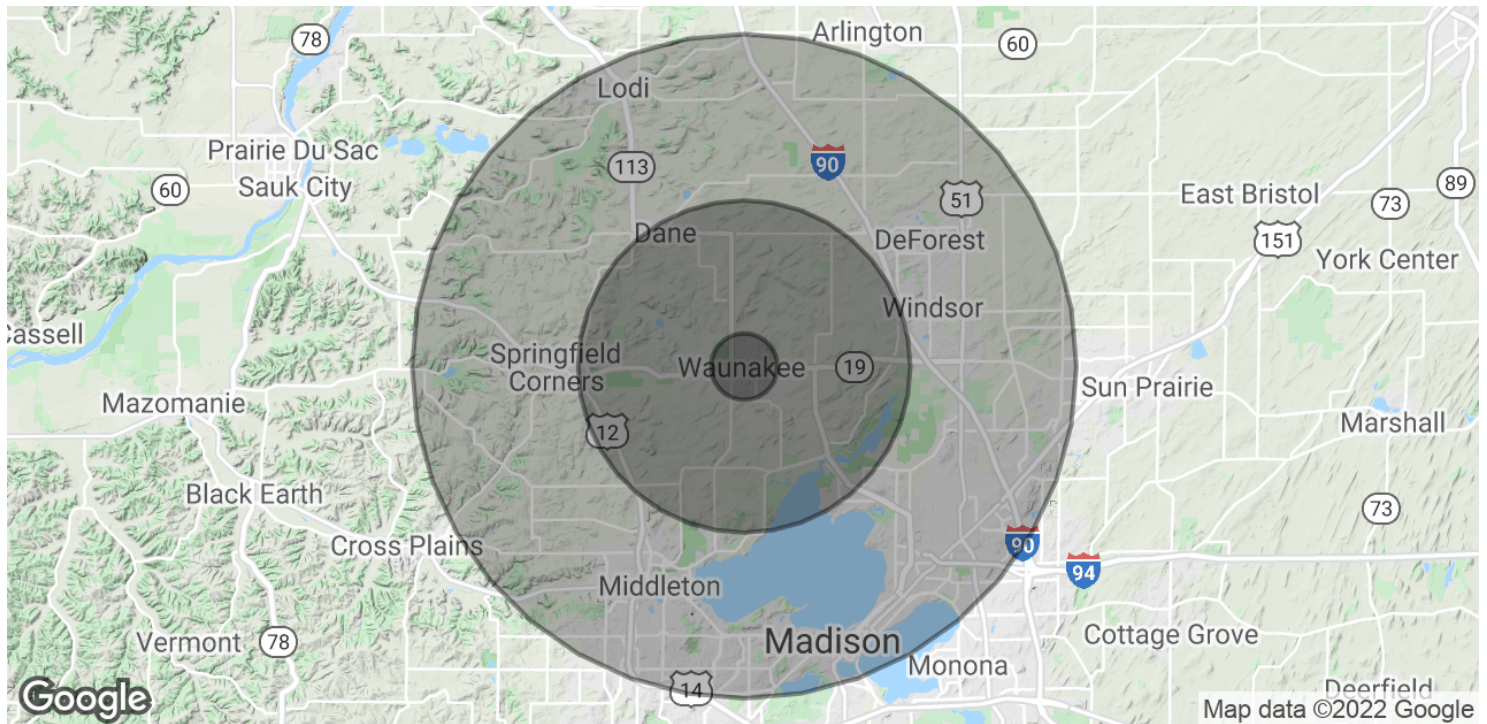 78
Arlington
60
Lodi
Prairie Du Sac
113
90
60
Sauk City
51
East Bristol
73
89
Dane
DeForest
151
York Center
Windsor
Cassell
Springfield
Corners
Waunakee
19
Sun Prairie
Mazomanie
12
Marshall
Black Earth
73
Cross Plains
90
94
Middleton
Vermont
78
Madison
Cottage Grove
Monona
14
Deerfield
Google
Map data ©2022 Google